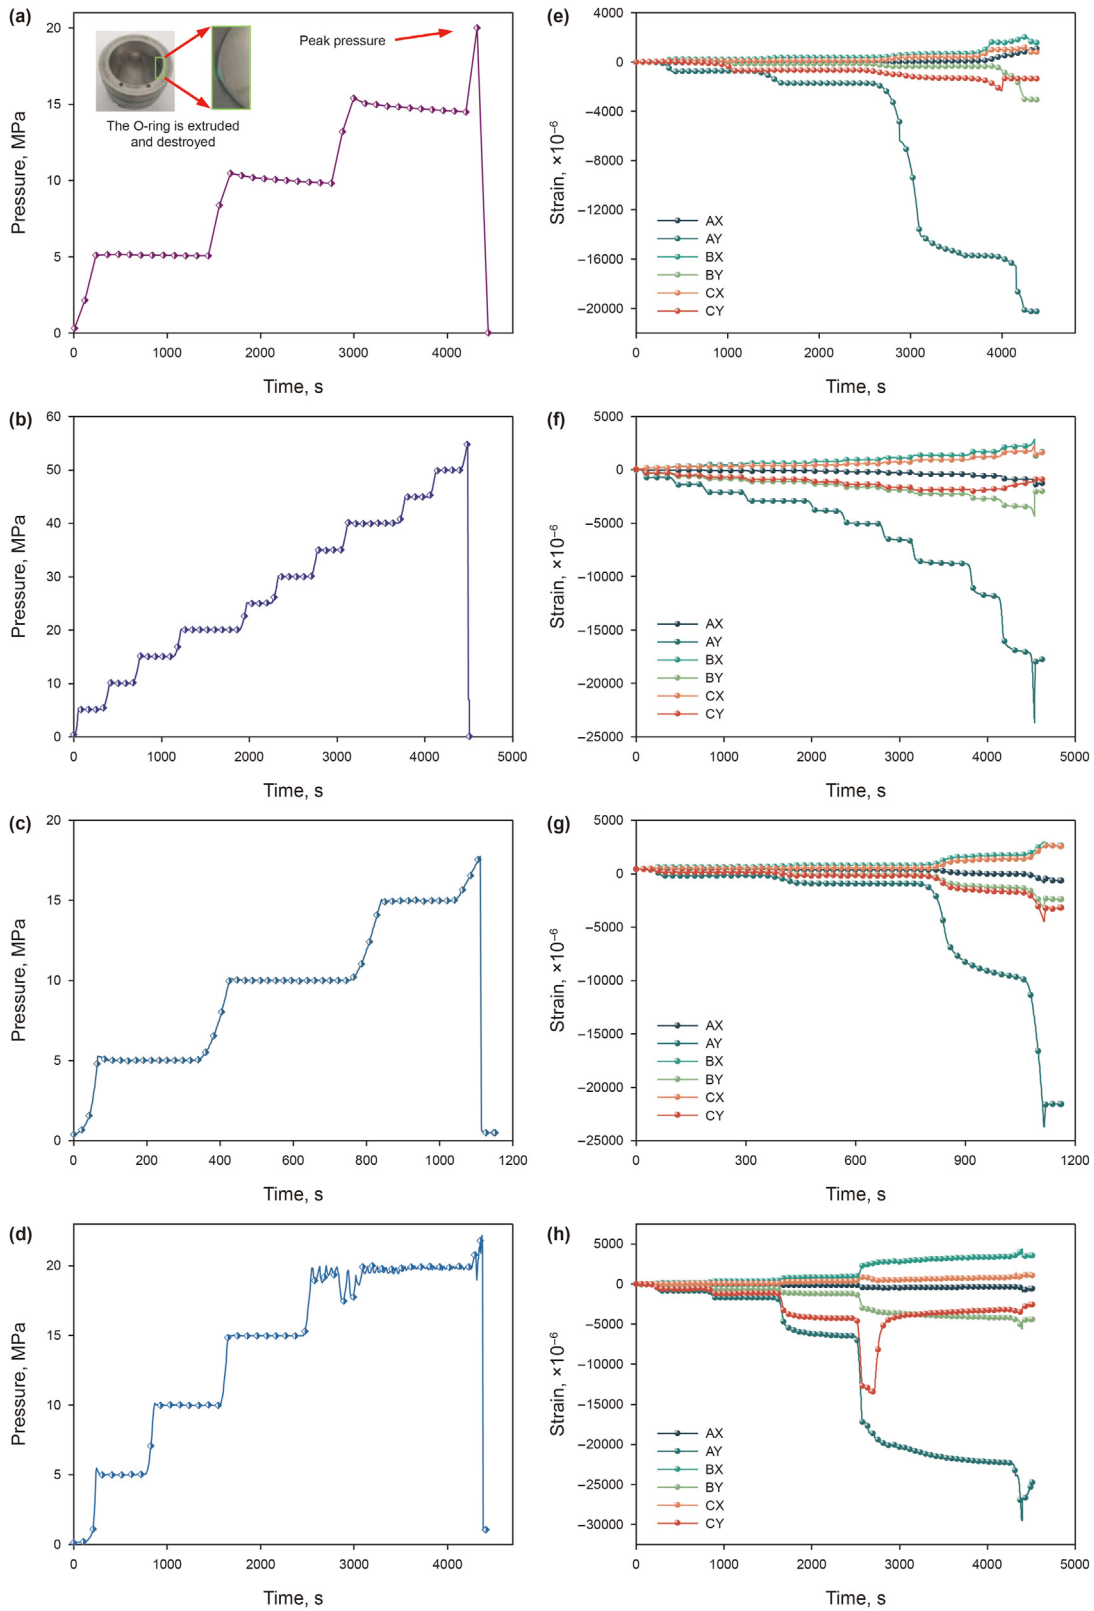 (a)
Pressure, MPa
20
15
10
5
0
Peak pressure
The O-ring is extruded
and destroyed
0 1000 2000 3000 4000
Time, s
(e)
Strain, ×10⁻⁶
4000
0
–4000
–8000
–12000
–16000
–20000
AX
AY
BX
BY
CX
CY
0 1000 2000 3000 4000
Time, s
(b)
Pressure, MPa
60
50
40
30
20
10
0
0 1000 2000 3000 4000 5000
Time, s
(f)
Strain, ×10⁻⁶
5000
0
–5000
–10000
–15000
–20000
–25000
AX
AY
BX
BY
CX
CY
0 1000 2000 3000 4000 5000
Time, s
(c)
Pressure, MPa
20
15
10
5
0
0 200 400 600 800 1000 1200
Time, s
(g)
Strain, ×10⁻⁶
5000
0
–5000
–10000
–15000
–20000
–25000
AX
AY
BX
BY
CX
CY
0 300 600 900 1200
Time, s
(d)
Pressure, MPa
20
15
10
5
0
0 1000 2000 3000 4000
Time, s
(h)
Strain, ×10⁻⁶
5000
0
–5000
–10000
–15000
–20000
–25000
–30000
AX
AY
BX
BY
CX
CY
0 1000 2000 3000 4000 5000
Time, s